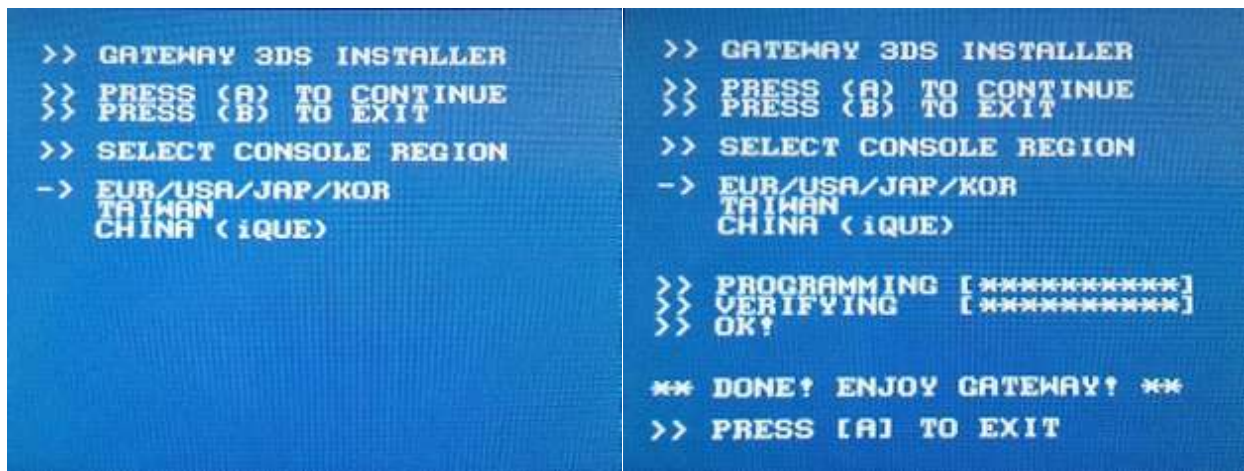 >> GATEWAY 3DS INSTALLER
>> PRESS (A) TO CONTINUE
>> PRESS (B) TO EXIT
>> SELECT CONSOLE REGION
-> EUR/USA/JAP/KOR
TAIWAN
CHINA (iQUE)
>> GATEWAY 3DS INSTALLER
>> PRESS (A) TO CONTINUE
>> PRESS (B) TO EXIT
>> SELECT CONSOLE REGION
-> EUR/USA/JAP/KOR
TAIWAN
CHINA (iQUE)
>> PROGRAMMING [**********]
>> VERIFYING [**********]
>> OK!
** DONE! ENJOY GATEWAY! **
>> PRESS [A] TO EXIT